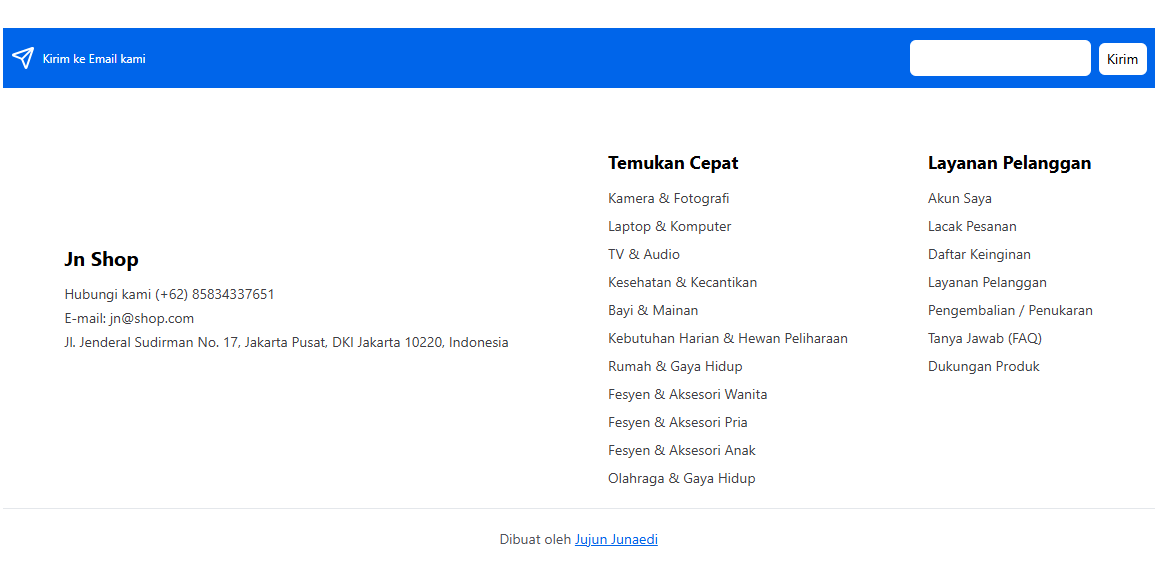 Kirim ke Email kami
Kirim
Jn Shop
Hubungi kami (+62) 85834337651
E-mail: jn@shop.com
Jl. Jenderal Sudirman No. 17, Jakarta Pusat, DKI Jakarta 10220, Indonesia
Temukan Cepat
Kamera & Fotografi
Laptop & Komputer
TV & Audio
Kesehatan & Kecantikan
Bayi & Mainan
Kebutuhan Harian & Hewan Peliharaan
Rumah & Gaya Hidup
Fesyen & Aksesori Wanita
Fesyen & Aksesori Pria
Fesyen & Aksesori Anak
Olahraga & Gaya Hidup
Layanan Pelanggan
Akun Saya
Lacak Pesanan
Daftar Keinginan
Layanan Pelanggan
Pengembalian / Penukaran
Tanya Jawab (FAQ)
Dukungan Produk
Dibuat oleh Jujun Junaedi